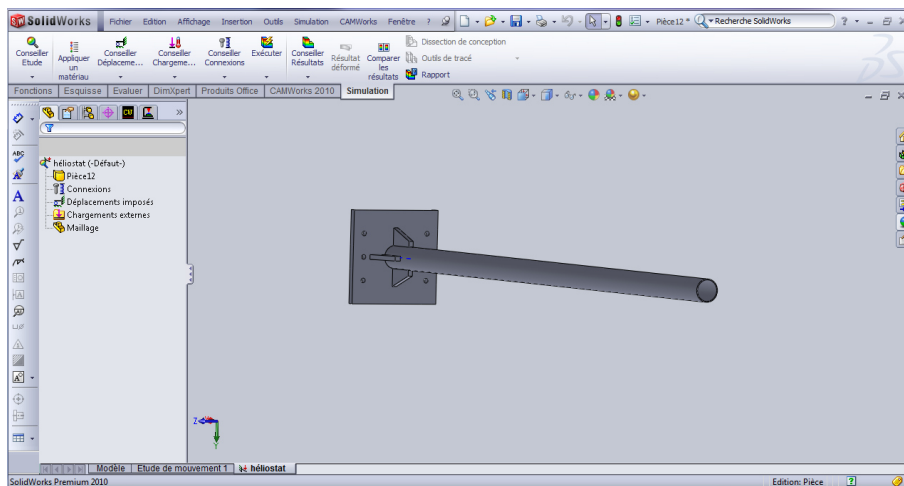 SolidWorks Fichier Edition Affichage Insertion Outils Simulation CAMWorks Fenêtre ? Pièce12 * Recherche SolidWorks ?
Conseiller Etude
Appliquer un matériau
Conseiller Déplaceme...
Conseiller Chargeme...
Conseiller Connexions
Exécuter
Conseiller Résultats
Résultat déformé
Comparer les résultats
Dissection de conception
Outils de tracé
Rapport
Fonctions Esquisse Evaluer DimXpert Produits Office CAMWorks 2010 Simulation
héliostat (-Défaut-)
Pièce12
Connexions
Déplacements imposés
Chargements externes
Maillage
Z
Y
Modèle Etude de mouvement 1 héliostat
SolidWorks Premium 2010 Edition: Pièce